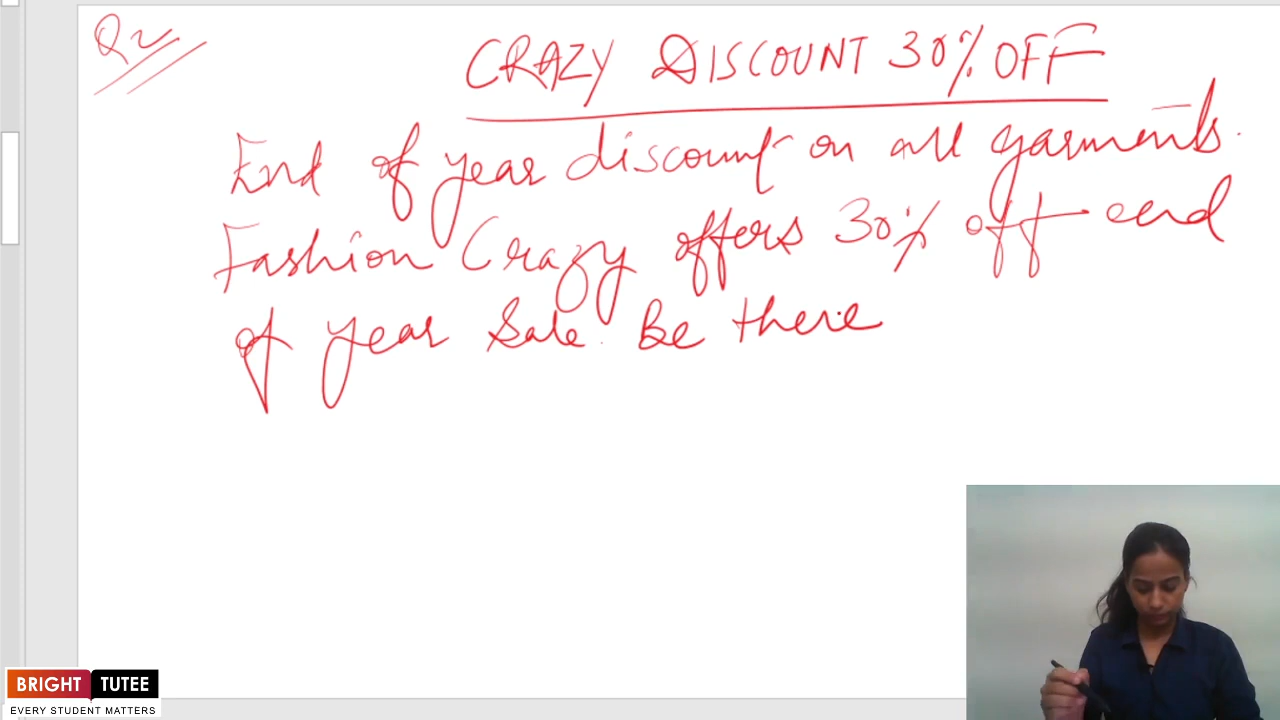 Q2
CRAZY DISCOUNT 30% OFF
End of year discount on all garments.
Fashion Crazy offers 30% off end
of year Sale. Be there
BRIGHT TUTEE
EVERY STUDENT MATTERS